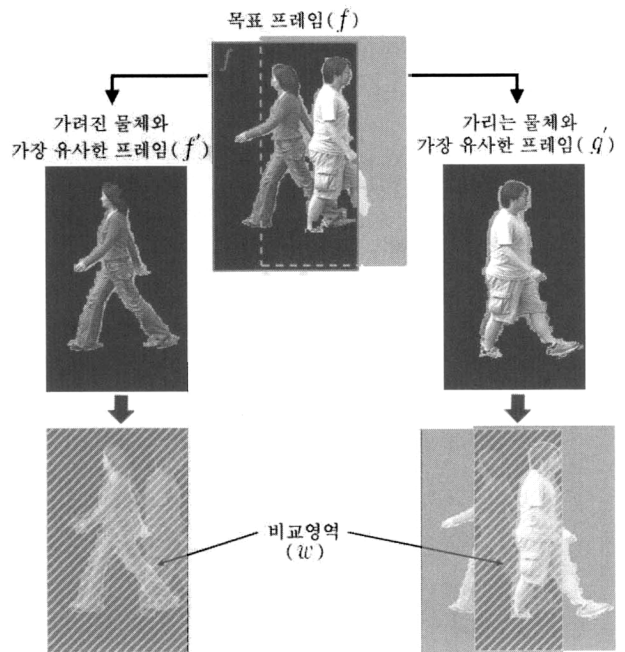 목표 프레임(f)
f
가려진 물체와
가장 유사한 프레임(f')
가리는 물체와
가장 유사한 프레임(g')
비교영역
(w)